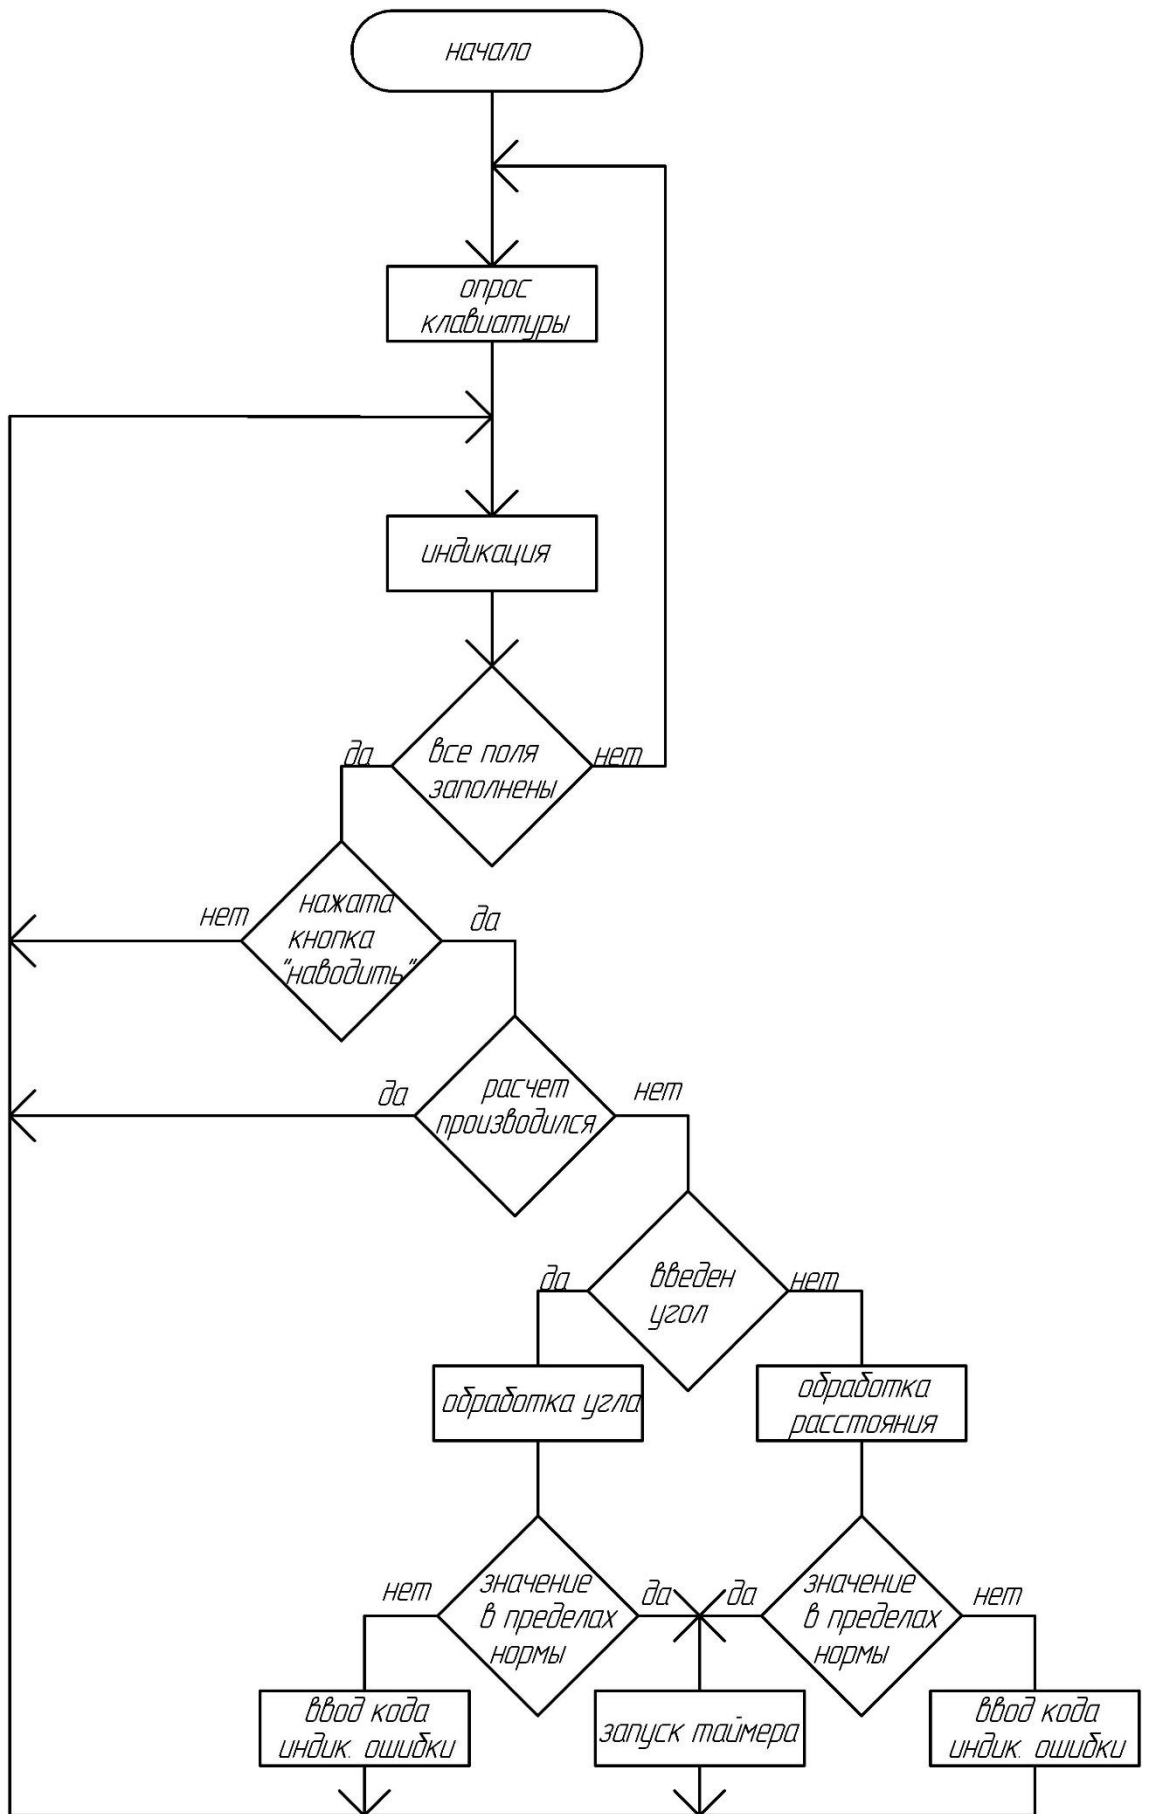 начало
опрос
клавиатуры
индикация
все поля
заполнены
да
нет
нажата
кнопка
"наводить"
нет
да
расчет
производился
да
нет
введен
угол
да
нет
обработка угла
обработка
расстояния
значение
в пределах
нормы
нет
да
значение
в пределах
нормы
да
нет
ввод кода
индик. ошибки
запуск таймера
ввод кода
индик. ошибки